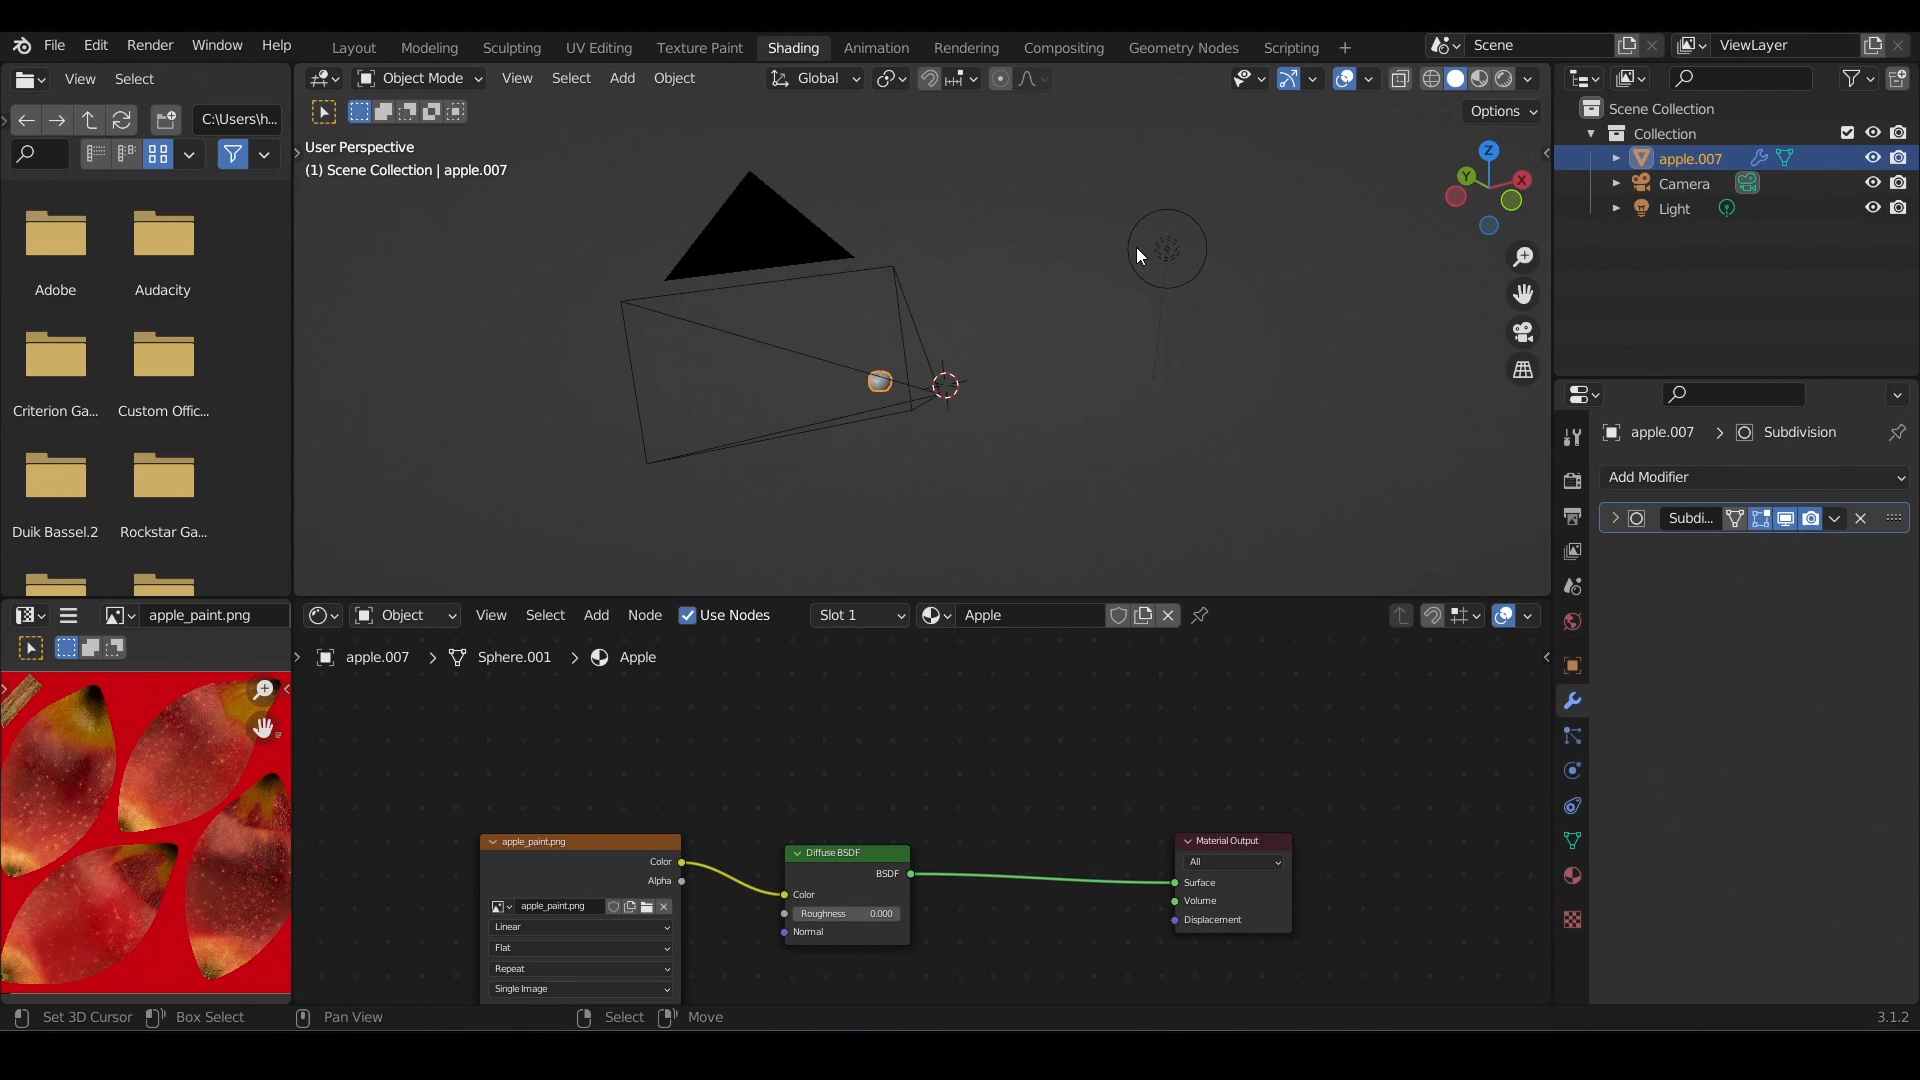 File Edit Render Window Help Layout Modeling Sculpting UV Editing Texture Paint Shading Animation Rendering Compositing Geometry Nodes Scripting Scene ViewLayer
View Select
Object Mode View Select Add Object Global
C:\Users\h...
Options
User Perspective
(1) Scene Collection | apple.007
Z
Y
X
Adobe Audacity
Criterion Ga... Custom Offic...
Duik Bassel.2 Rockstar Ga...
Scene Collection
Collection
apple.007
Camera
Light
apple.007 Subdivision
Add Modifier
Subdi...
apple_paint.png
Object View Select Add Node Use Nodes Slot 1 Apple
apple.007 Sphere.001 Apple
apple_paint.png
Color
Alpha
apple_paint.png
Linear
Flat
Repeat
Single Image
Diffuse BSDF
BSDF
Color
Roughness 0.000
Normal
Material Output
All
Surface
Volume
Displacement
Set 3D Cursor Box Select Pan View Select Move 3.1.2